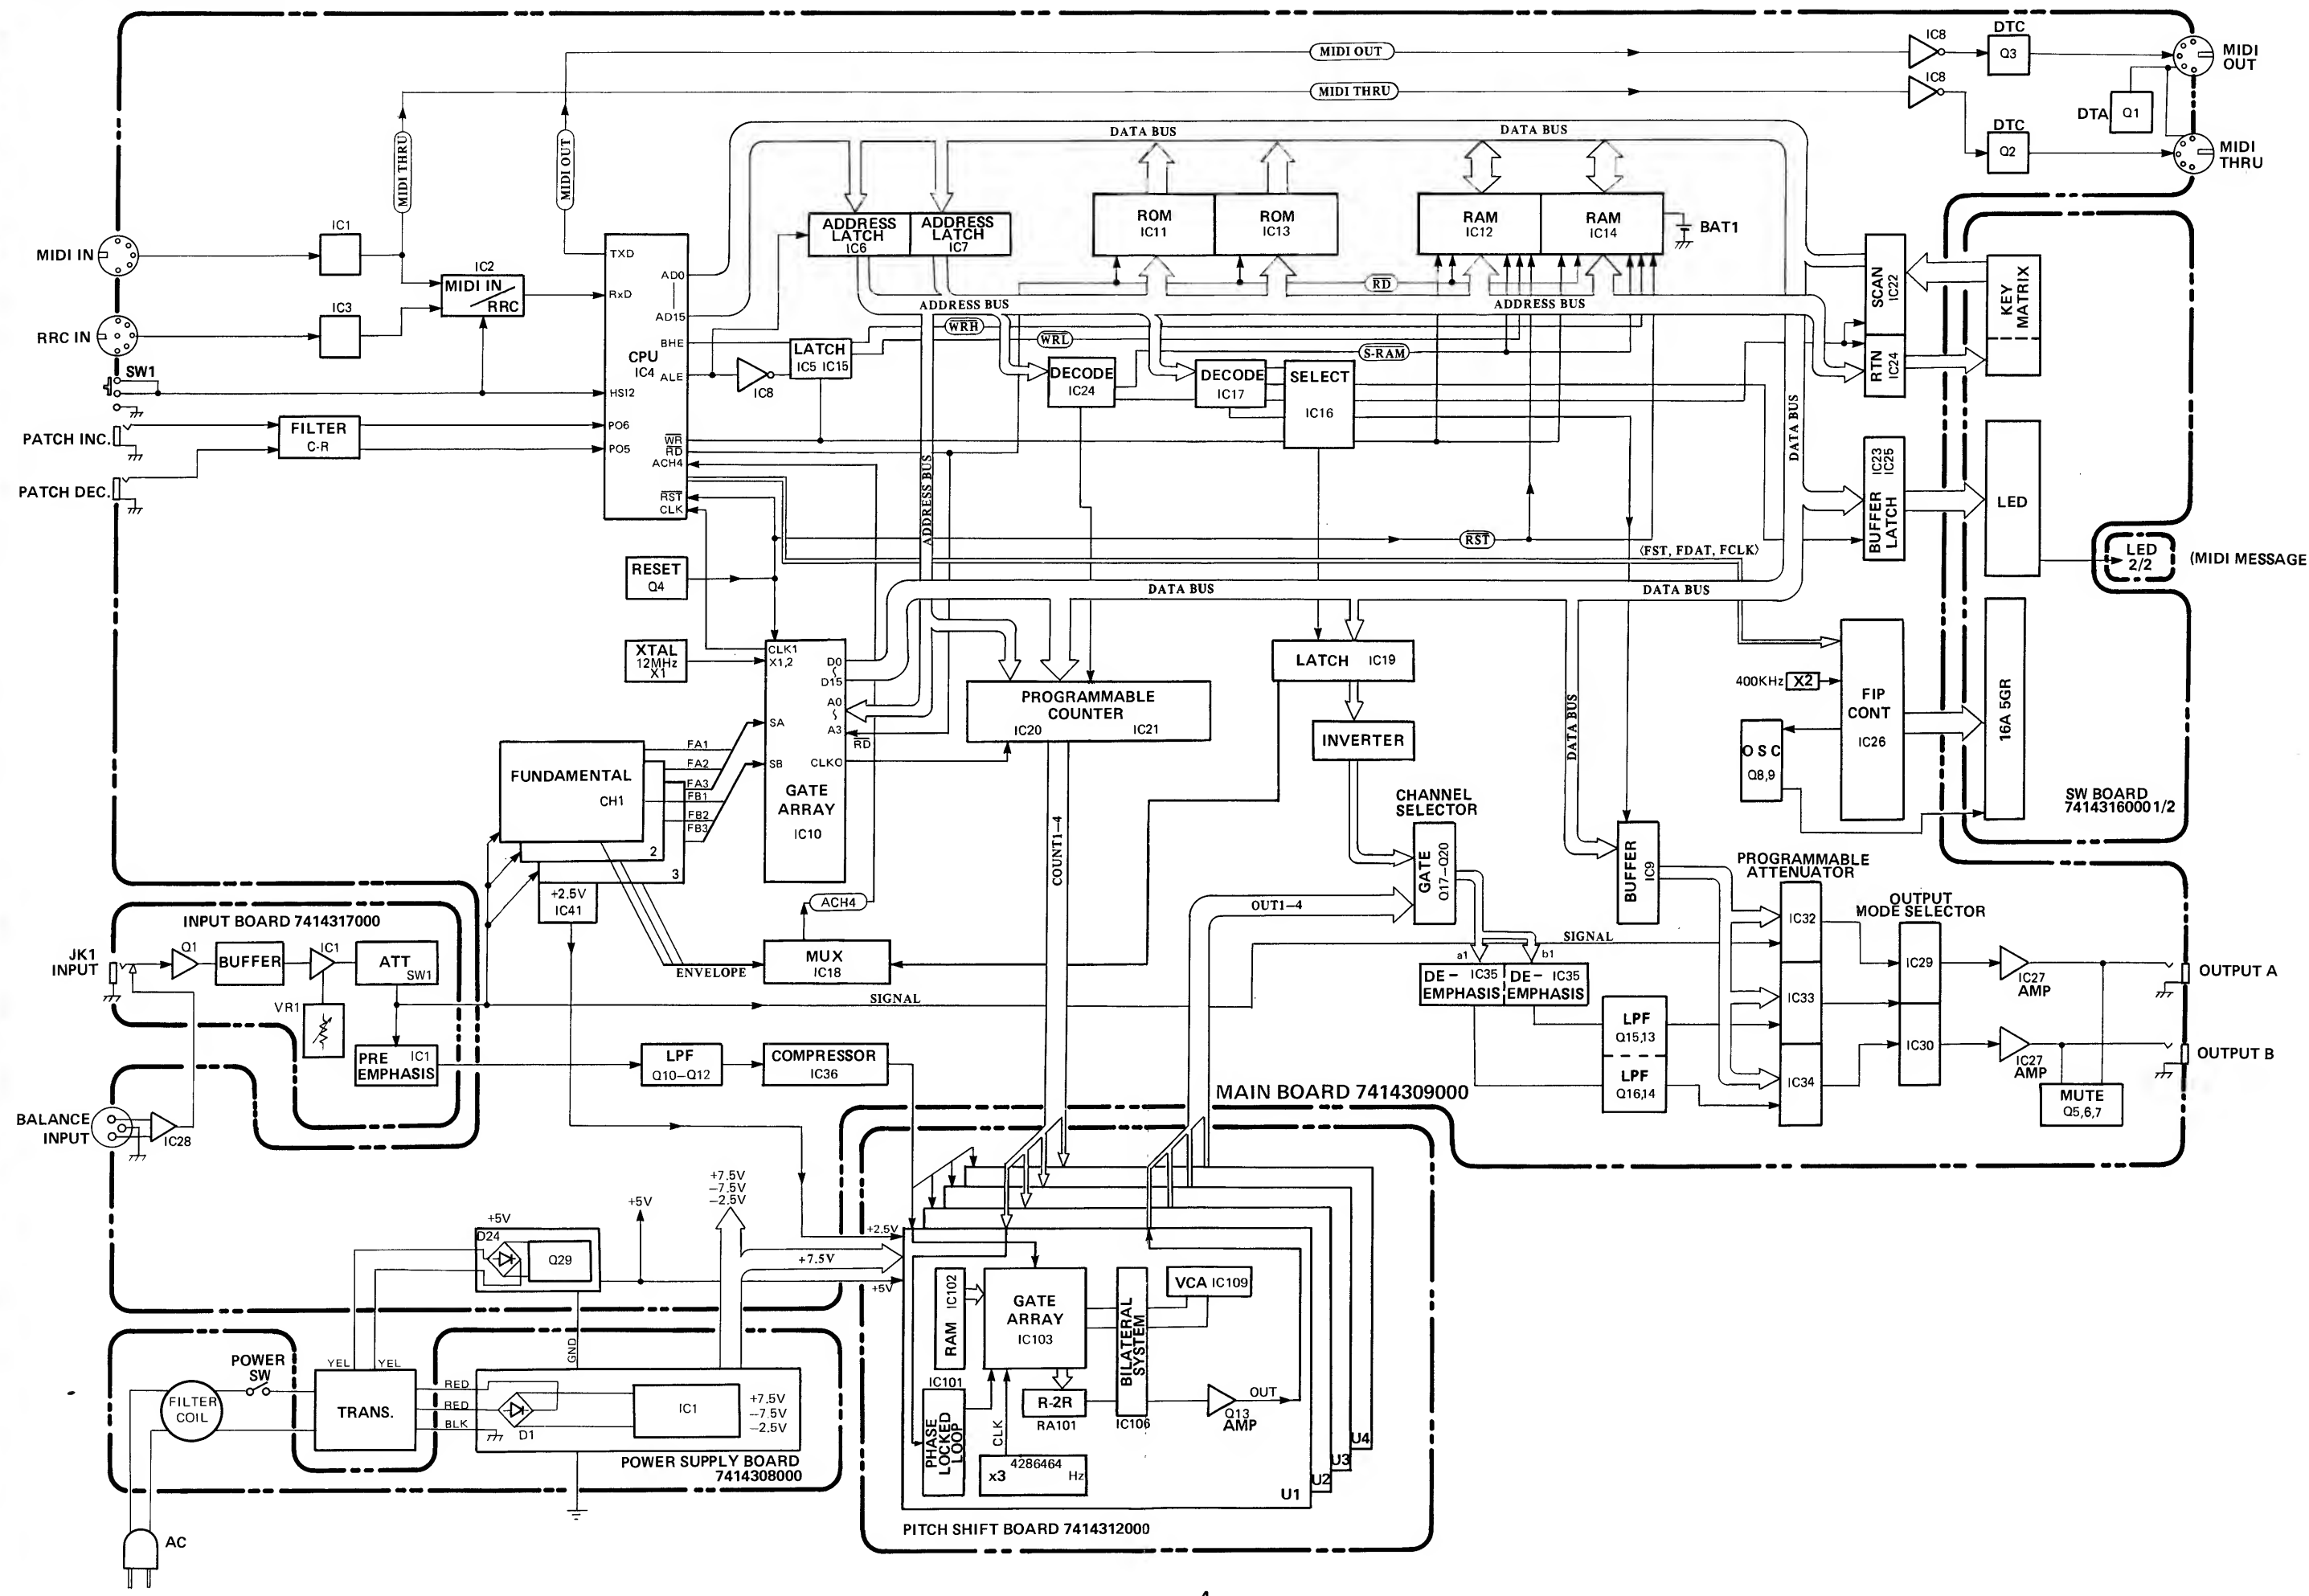 IC8
DTC
Q3
MIDI
OUT
MIDI OUT
IC8
MIDI THRU
DTA
Q1
DTC
Q2
MIDI
THRU
DATA BUS
DATA BUS
MIDI THRU
MIDI OUT
MIDI IN
IC1
IC2
MIDI IN
RRC
RRC IN
IC3
SW1
PATCH INC.
FILTER
C-R
PATCH DEC.
TXD
RxD
CPU
IC4
HSI2
PO6
PO5
AD0
AD15
BHE
ALE
WR
RD
ACH4
RST
CLK
ADDRESS
LATCH
IC6
ADDRESS
LATCH
IC7
ROM
IC11
ROM
IC13
RAM
IC12
RAM
IC14
BAT1
RD
ADDRESS BUS
ADDRESS BUS
WRH
WRL
S-RAM
IC8
LATCH
IC5 IC15
DECODE
IC24
DECODE
IC17
SELECT
IC16
SCAN
IC22
RTN
IC24
KEY
MATRIX
DATA BUS
ADDRESS BUS
BUFFER
LATCH
IC23
IC25
LED
LED
2/2
(MIDI MESSAGE
RST
⟨FST, FDAT, FCLK⟩
RESET
Q4
DATA BUS
DATA BUS
XTAL
12MHz
X1
CLK1
X1,2
SA
SB
D0
D15
A0
A3
RD
CLKO
GATE
ARRAY
IC10
PROGRAMMABLE
COUNTER
IC20
IC21
LATCH IC19
INVERTER
DATA BUS
400KHz X2
FIP
CONT
IC26
OSC
Q8,9
16A 5GR
SW BOARD
7414316000 1/2
FUNDAMENTAL
CH1
2
3
FA1
FA2
FA3
FB1
FB2
FB3
+2.5V
IC41
CHANNEL
SELECTOR
GATE
Q17-Q20
COUNT1-4
OUT1-4
BUFFER
IC9
PROGRAMMABLE
ATTENUATOR
OUTPUT
MODE SELECTOR
IC32
IC33
IC34
IC29
IC30
IC27
AMP
IC27
AMP
OUTPUT A
OUTPUT B
MUTE
Q5,6,7
ACH4
MUX
IC18
ENVELOPE
SIGNAL
SIGNAL
a1
b1
DE-
EMPHASIS
IC35
DE-
EMPHASIS
IC35
LPF
Q15,13
LPF
Q16,14
INPUT BOARD 7414317000
JK1
INPUT
Q1
BUFFER
IC1
ATT
SW1
VR1
PRE
EMPHASIS
IC1
LPF
Q10-Q12
COMPRESSOR
IC36
BALANCE
INPUT
IC28
MAIN BOARD 7414309000
+7.5V
-7.5V
-2.5V
+5V
+5V
D24
Q29
+2.5V
+7.5V
+5V
RAM IC102
GATE
ARRAY
IC103
BILATERAL
SYSTEM
IC106
VCA IC109
IC101
PHASE
LOCKED
LOOP
CLK
R-2R
RA101
Q13
AMP
OUT
x3
4286464
Hz
U1
U2
U3
U4
PITCH SHIFT BOARD 7414312000
GND
POWER
SW
FILTER
COIL
TRANS.
YEL
YEL
RED
RED
BLK
D1
IC1
+7.5V
-7.5V
-2.5V
POWER SUPPLY BOARD
7414308000
AC